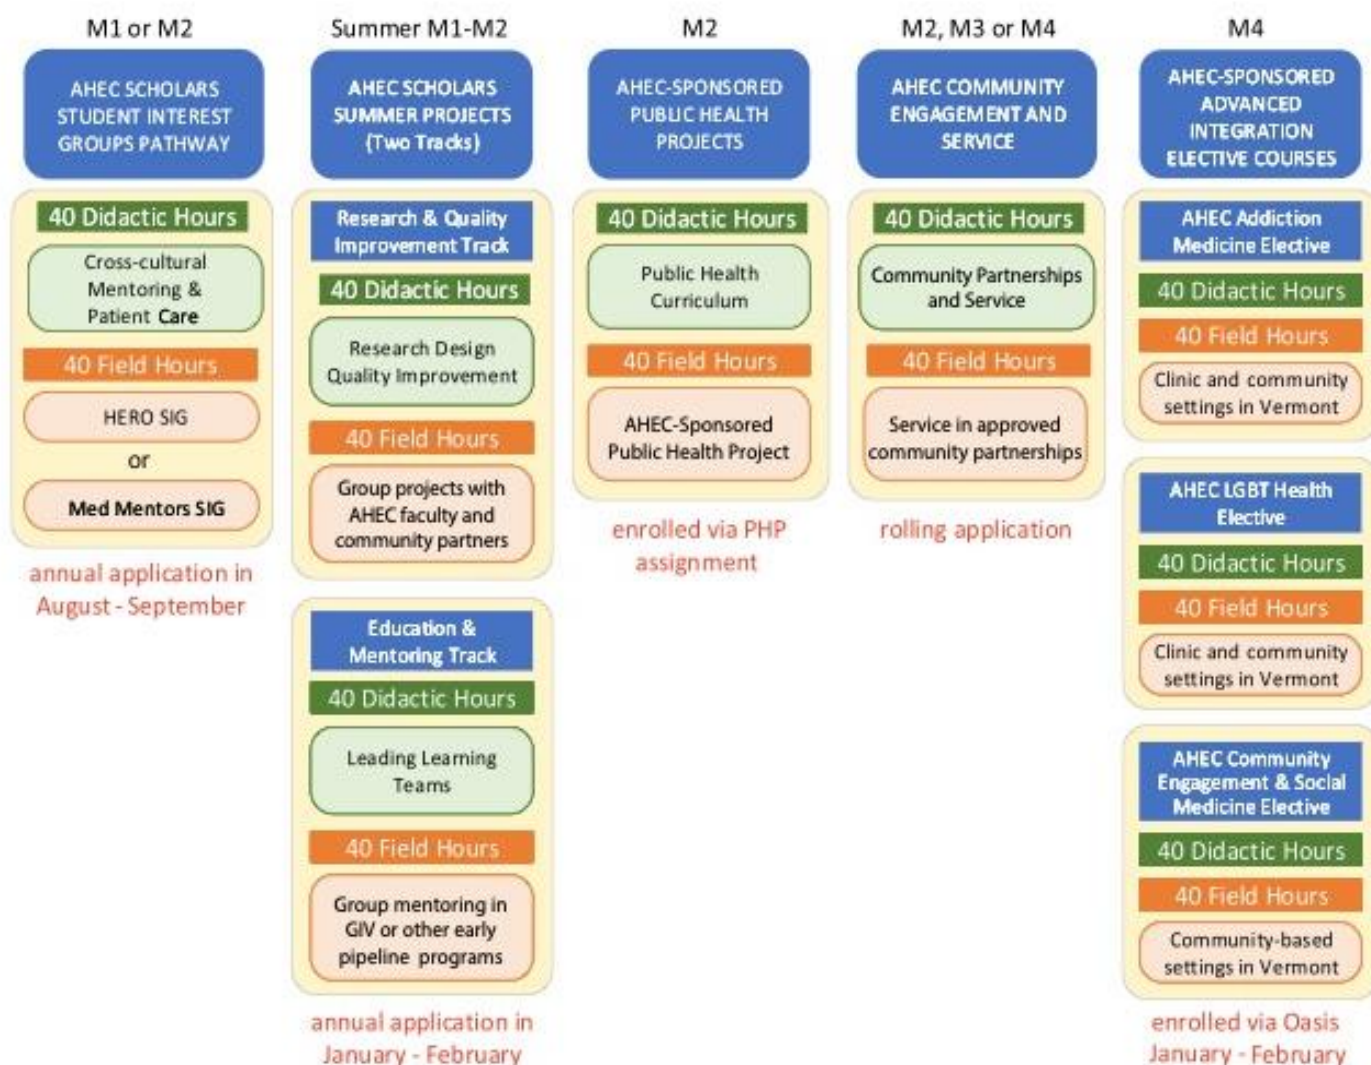 M1 or M2
AHEC SCHOLARS
STUDENT INTEREST
GROUPS PATHWAY
40 Didactic Hours
Cross-cultural
Mentoring &
Patient Care
40 Field Hours
HERO SIG
or
Med Mentors SIG
annual application in
August - September
Summer M1-M2
AHEC SCHOLARS
SUMMER PROJECTS
(Two Tracks)
Research & Quality
Improvement Track
40 Didactic Hours
Research Design
Quality Improvement
40 Field Hours
Group projects with
AHEC faculty and
community partners
Education &
Mentoring Track
40 Didactic Hours
Leading Learning
Teams
40 Field Hours
Group mentoring in
GIV or other early
pipeline programs
annual application in
January - February
M2
AHEC-SPONSORED
PUBLIC HEALTH
PROJECTS
40 Didactic Hours
Public Health
Curriculum
40 Field Hours
AHEC-Sponsored
Public Health Project
enrolled via PHP
assignment
M2, M3 or M4
AHEC COMMUNITY
ENGAGEMENT AND
SERVICE
40 Didactic Hours
Community Partnerships
and Service
40 Field Hours
Service in approved
community partnerships
rolling application
M4
AHEC-SPONSORED
ADVANCED
INTEGRATION
ELECTIVE COURSES
AHEC Addiction
Medicine Elective
40 Didactic Hours
40 Field Hours
Clinic and community
settings in Vermont
AHEC LGBT Health
Elective
40 Didactic Hours
40 Field Hours
Clinic and community
settings in Vermont
AHEC Community
Engagement & Social
Medicine Elective
40 Didactic Hours
40 Field Hours
Community-based
settings in Vermont
enrolled via Oasis
January - February